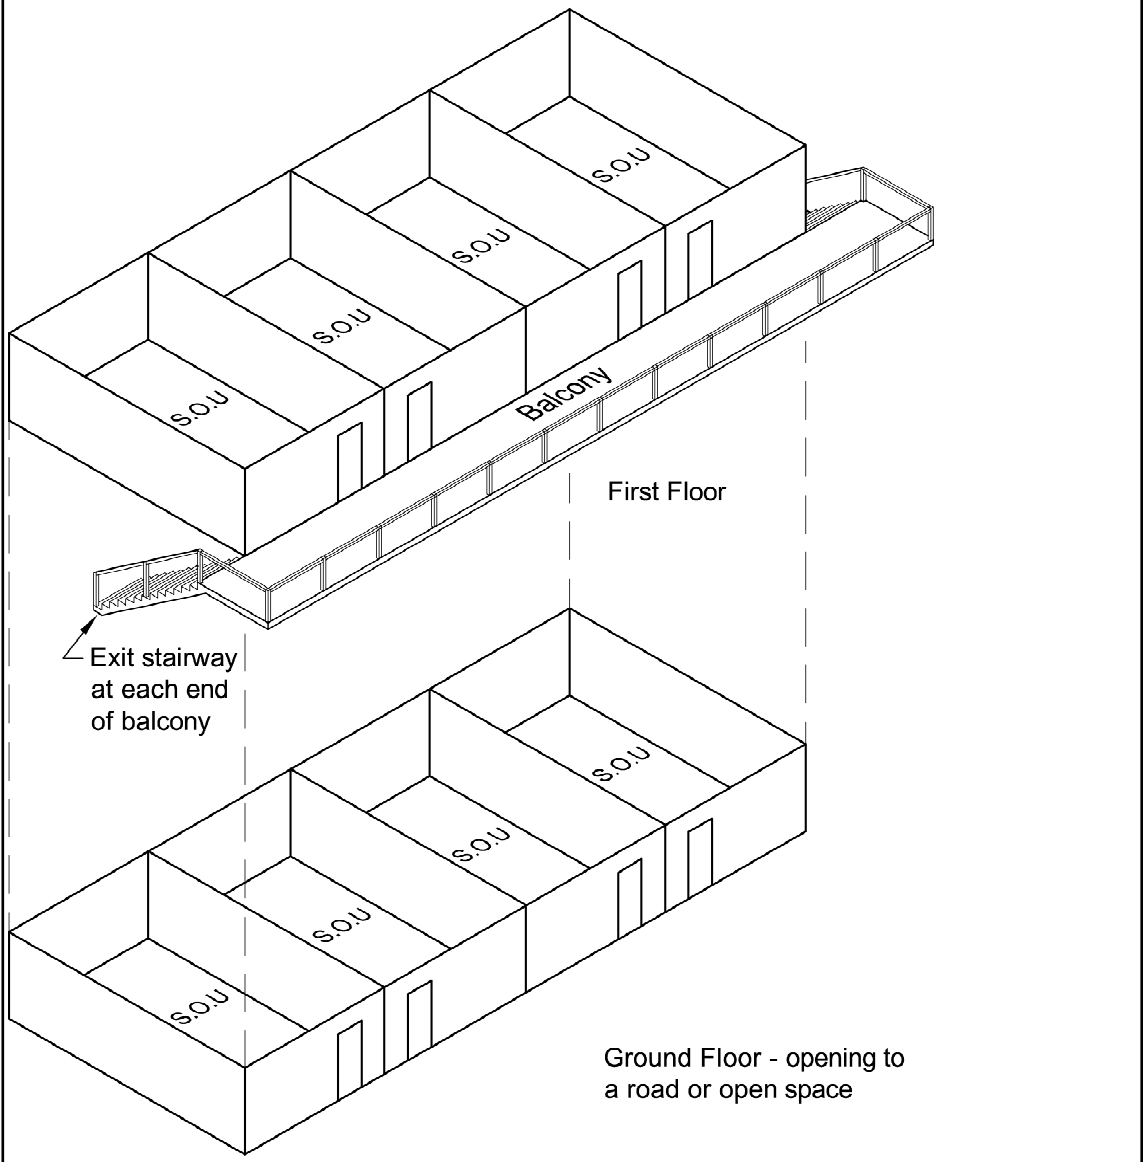 S.O.U
S.O.U
S.O.U
S.O.U
Balcony
First Floor
Exit stairway
at each end
of balcony
S.O.U
S.O.U
S.O.U
S.O.U
Ground Floor - opening to
a road or open space